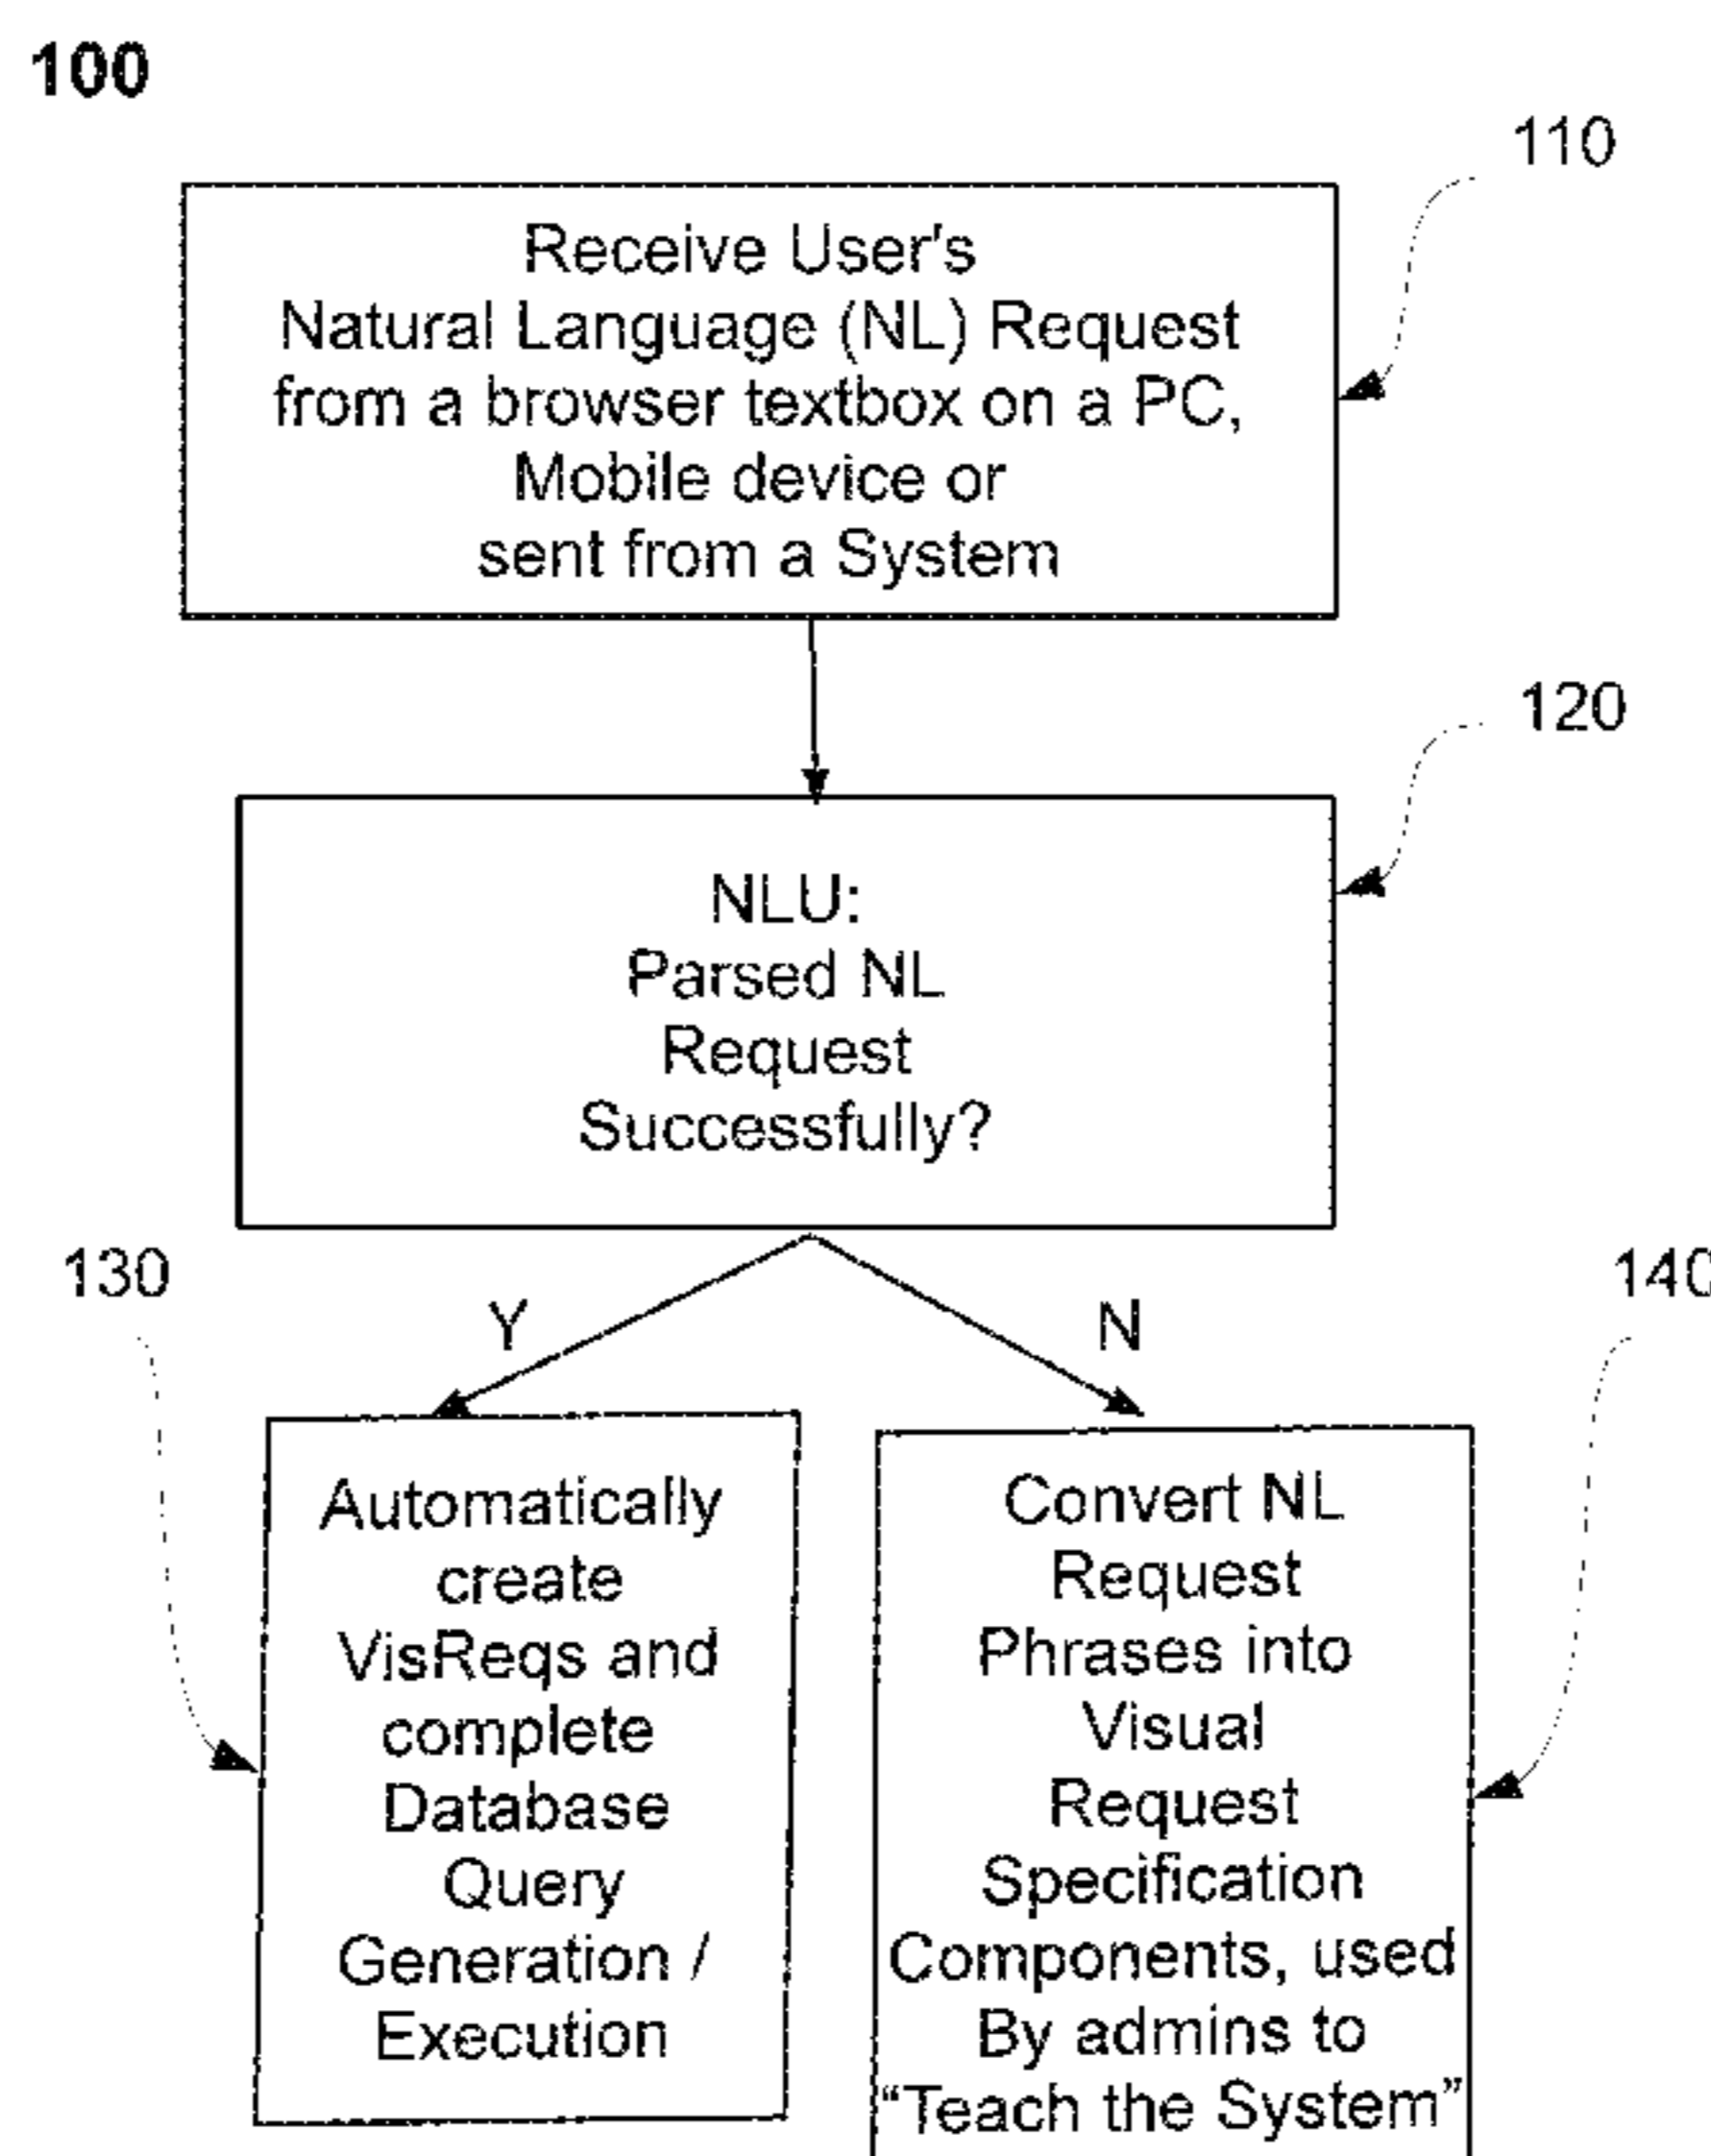 100
110
Receive User's
Natural Language (NL) Request
from a browser textbox on a PC,
Mobile device or
sent from a System
120
NLU:
Parsed NL
Request
Successfully?
130
140
Y
N
Automatically
create
VisReqs and
complete
Database
Query
Generation /
Execution
Convert NL
Request
Phrases into
Visual
Request
Specification
Components, used
By admins to
“Teach the System”